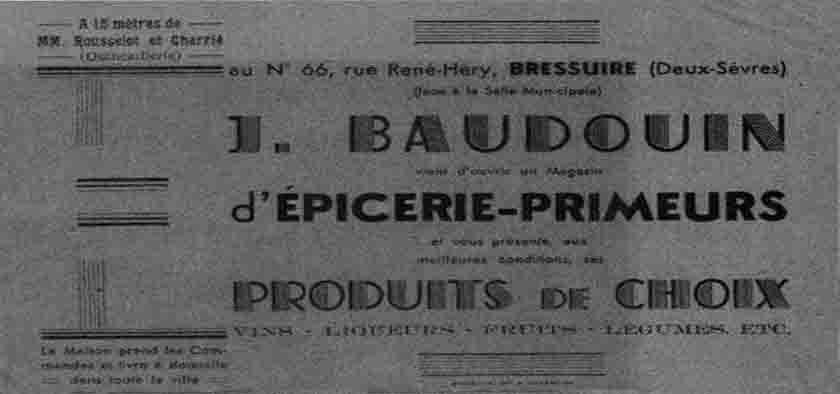 A 15 mètres de
MM. Rousselot et Charrié
(Quincaillerie)
au N° 66, rue René-Héry, BRESSUIRE (Deux-Sèvres)
(face à la Salle Municipale)
J. BAUDOUIN
vient d'ouvrir un Magasin
d'ÉPICERIE-PRIMEURS
et vous présente, aux
meilleures conditions, ses
PRODUITS DE CHOIX
VINS - LIQUEURS - FRUITS - LÉGUMES, ETC.
La Maison prend les Com-
mandes et livre à domicile
dans toute la ville